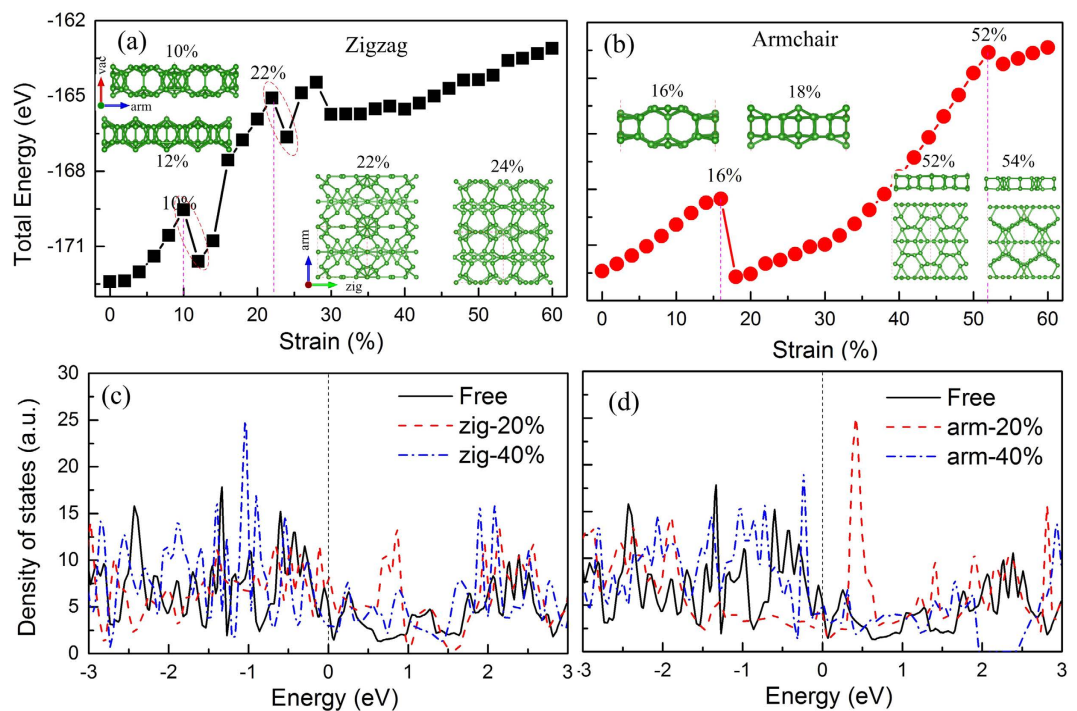 (a)
Zigzag
Total Energy (eV)
-162
-165
-168
-171
vac
arm
10%
12%
10%
22%
22%
24%
arm
zig
0 10 20 30 40 50 60
Strain (%)
(b)
Armchair
52%
16%
18%
16%
52%
54%
0 10 20 30 40 50 60
Strain (%)
(c)
Density of states (a.u.)
30
25
20
15
10
5
0
Free
zig-20%
zig-40%
-3 -2 -1 0 1 2 3
Energy (eV)
(d)
Free
arm-20%
arm-40%
-3 -2 -1 0 1 2 3
Energy (eV)